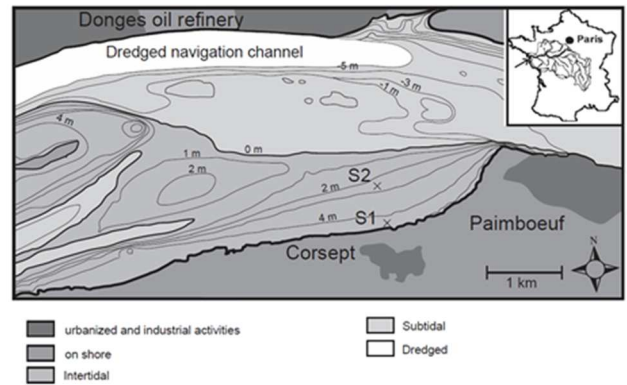 Donges oil refinery
Paris
Dredged navigation channel
-5 m
-3 m
-1 m
4 m
0 m
1 m
2 m
S2
2 m
4 m
S1
Paimboeuf
Corsept
N
1 km
urbanized and industrial activities
on shore
Intertidal
Subtidal
Dredged